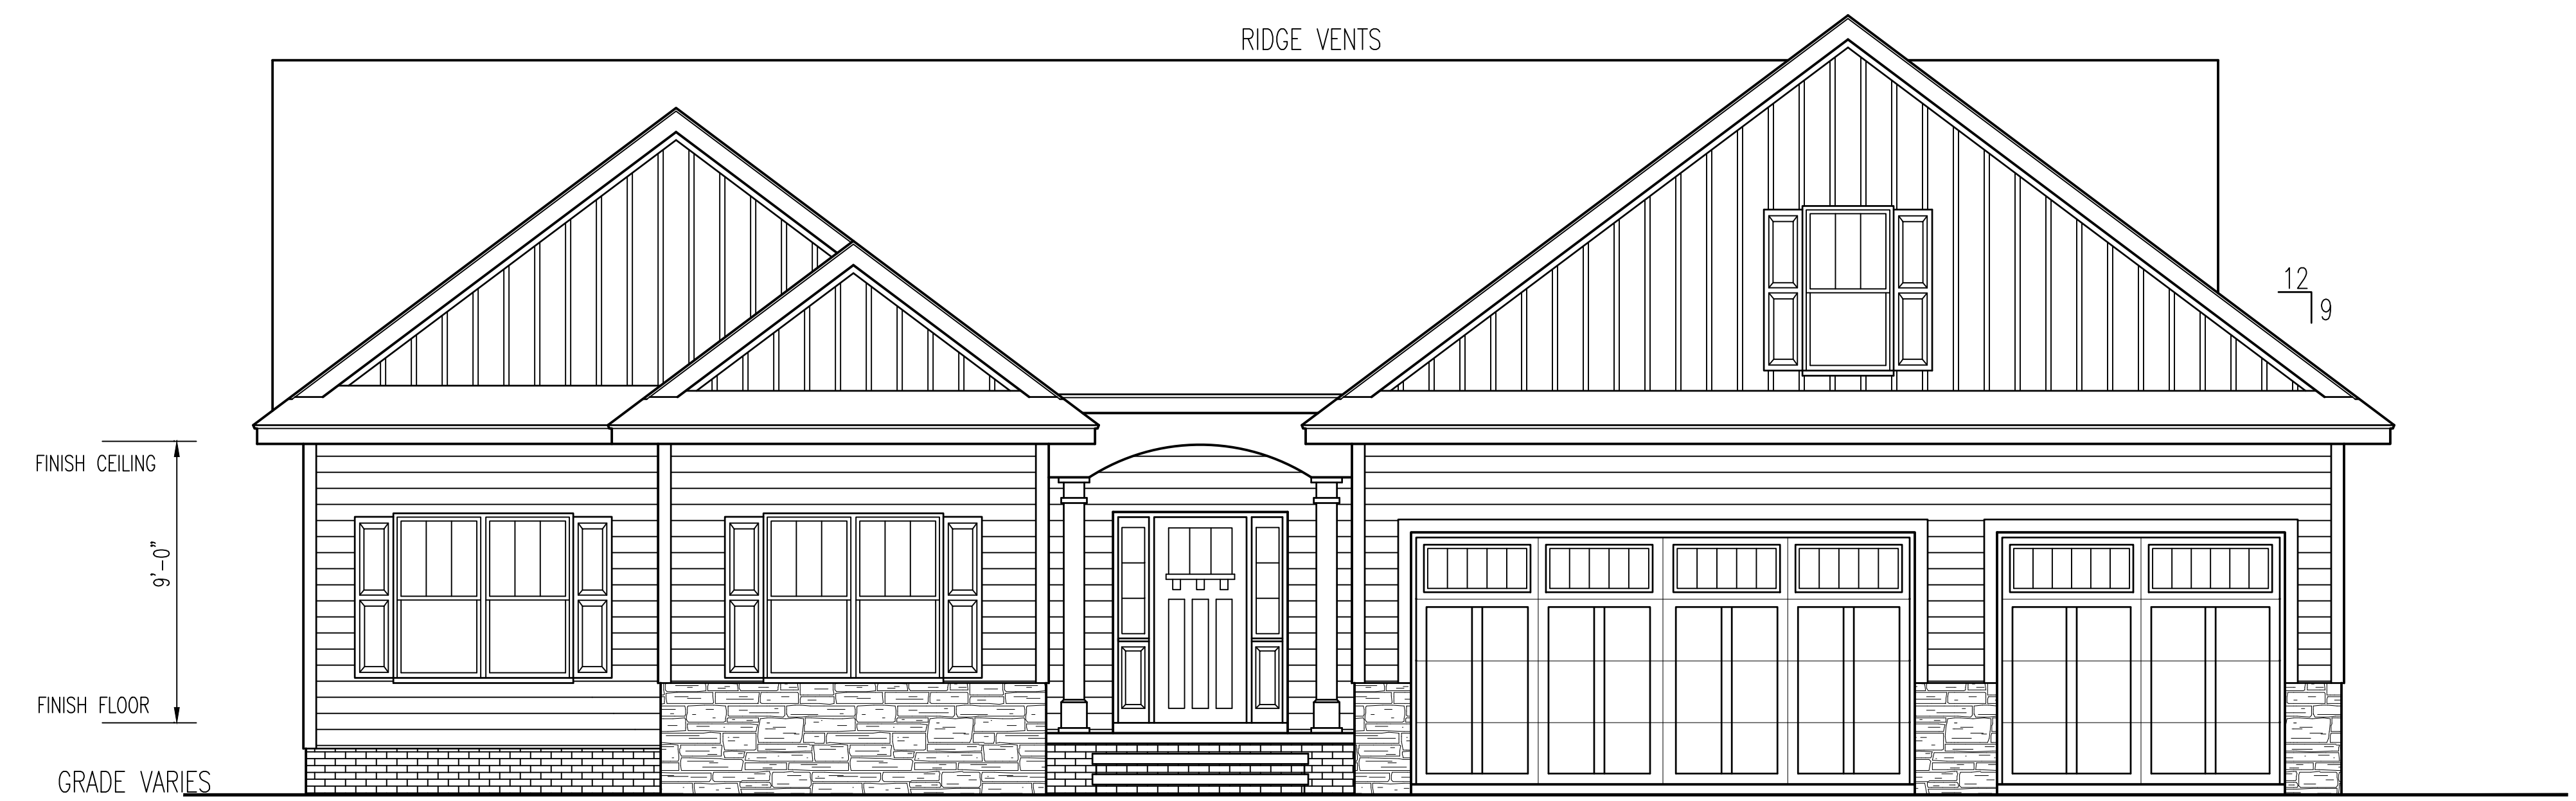 RIDGE VENTS
12
9
FINISH CEILING
9'-0"
FINISH FLOOR
GRADE VARIES